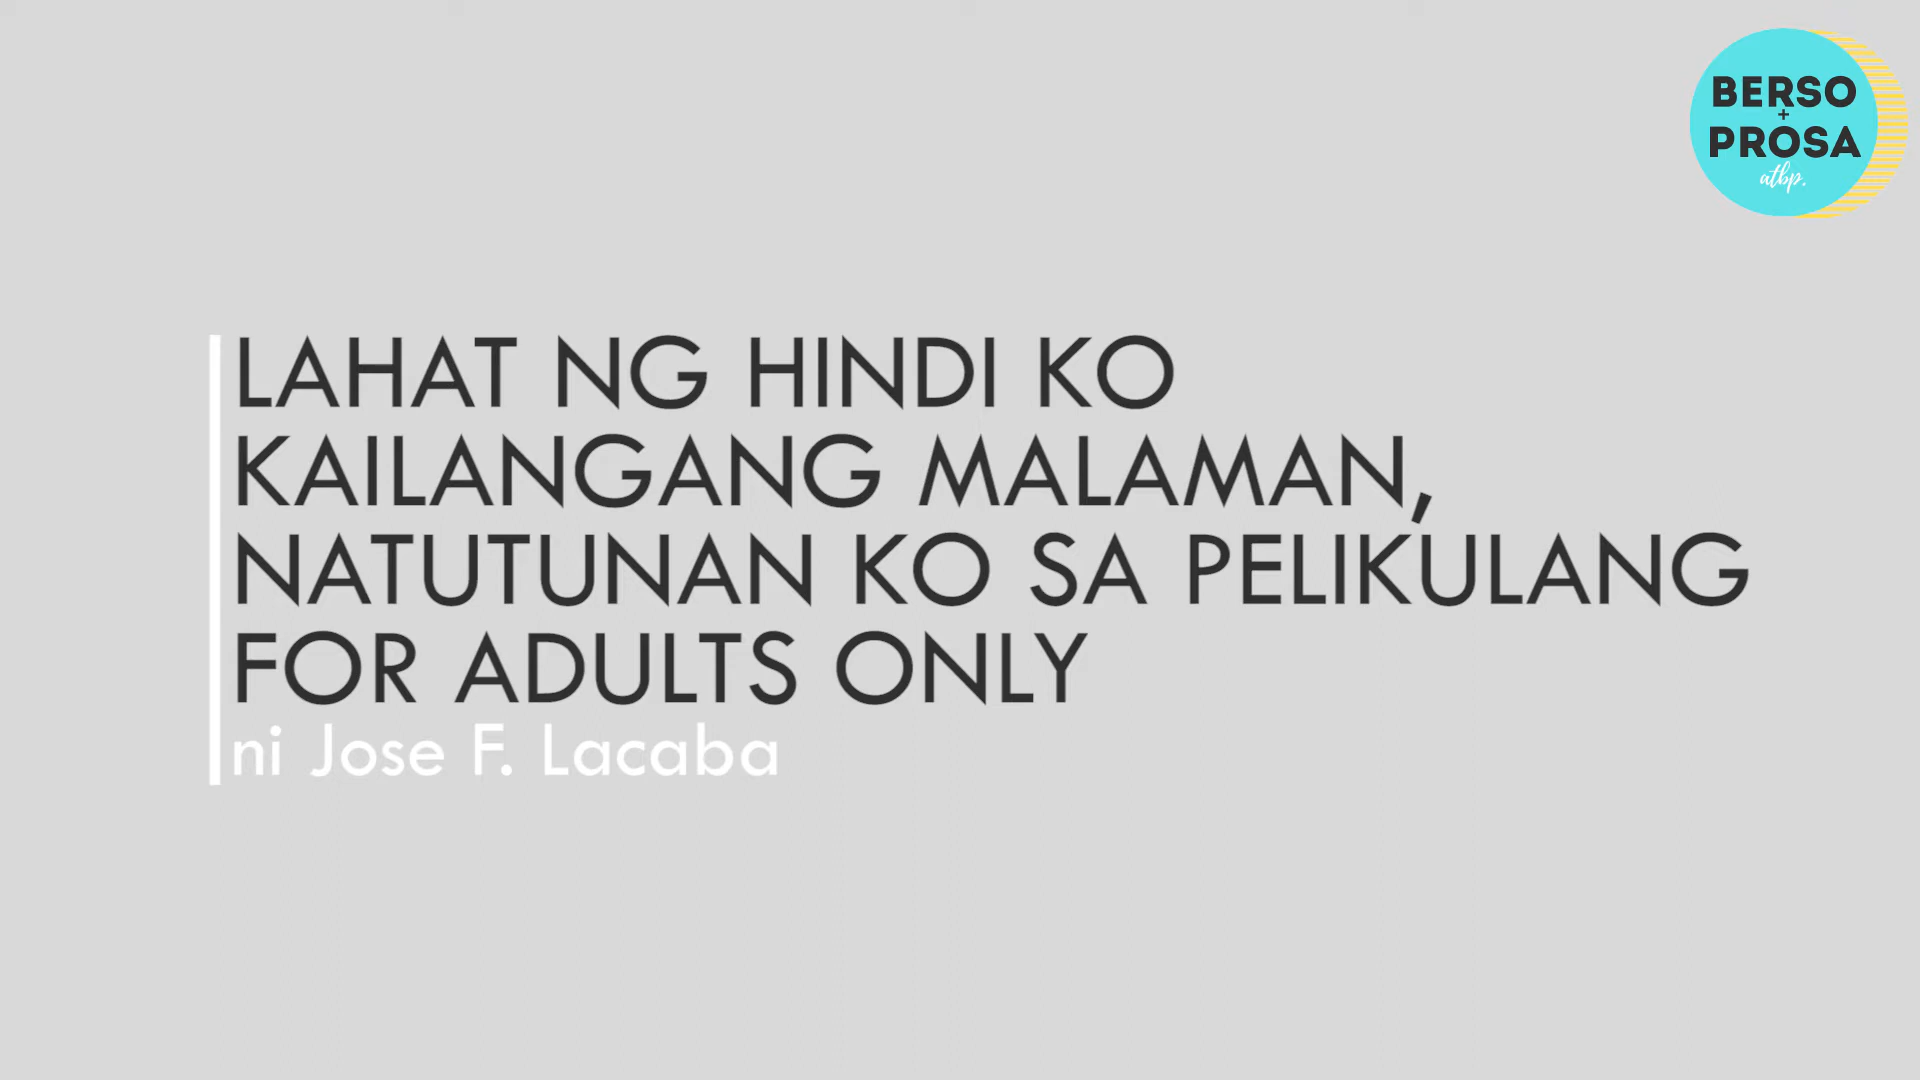 BERSO
+
PROSA
atbp.
LAHAT NG HINDI KO
KAILANGANG MALAMAN,
NATUTUNAN KO SA PELIKULANG
FOR ADULTS ONLY
ni Jose F. Lacaba